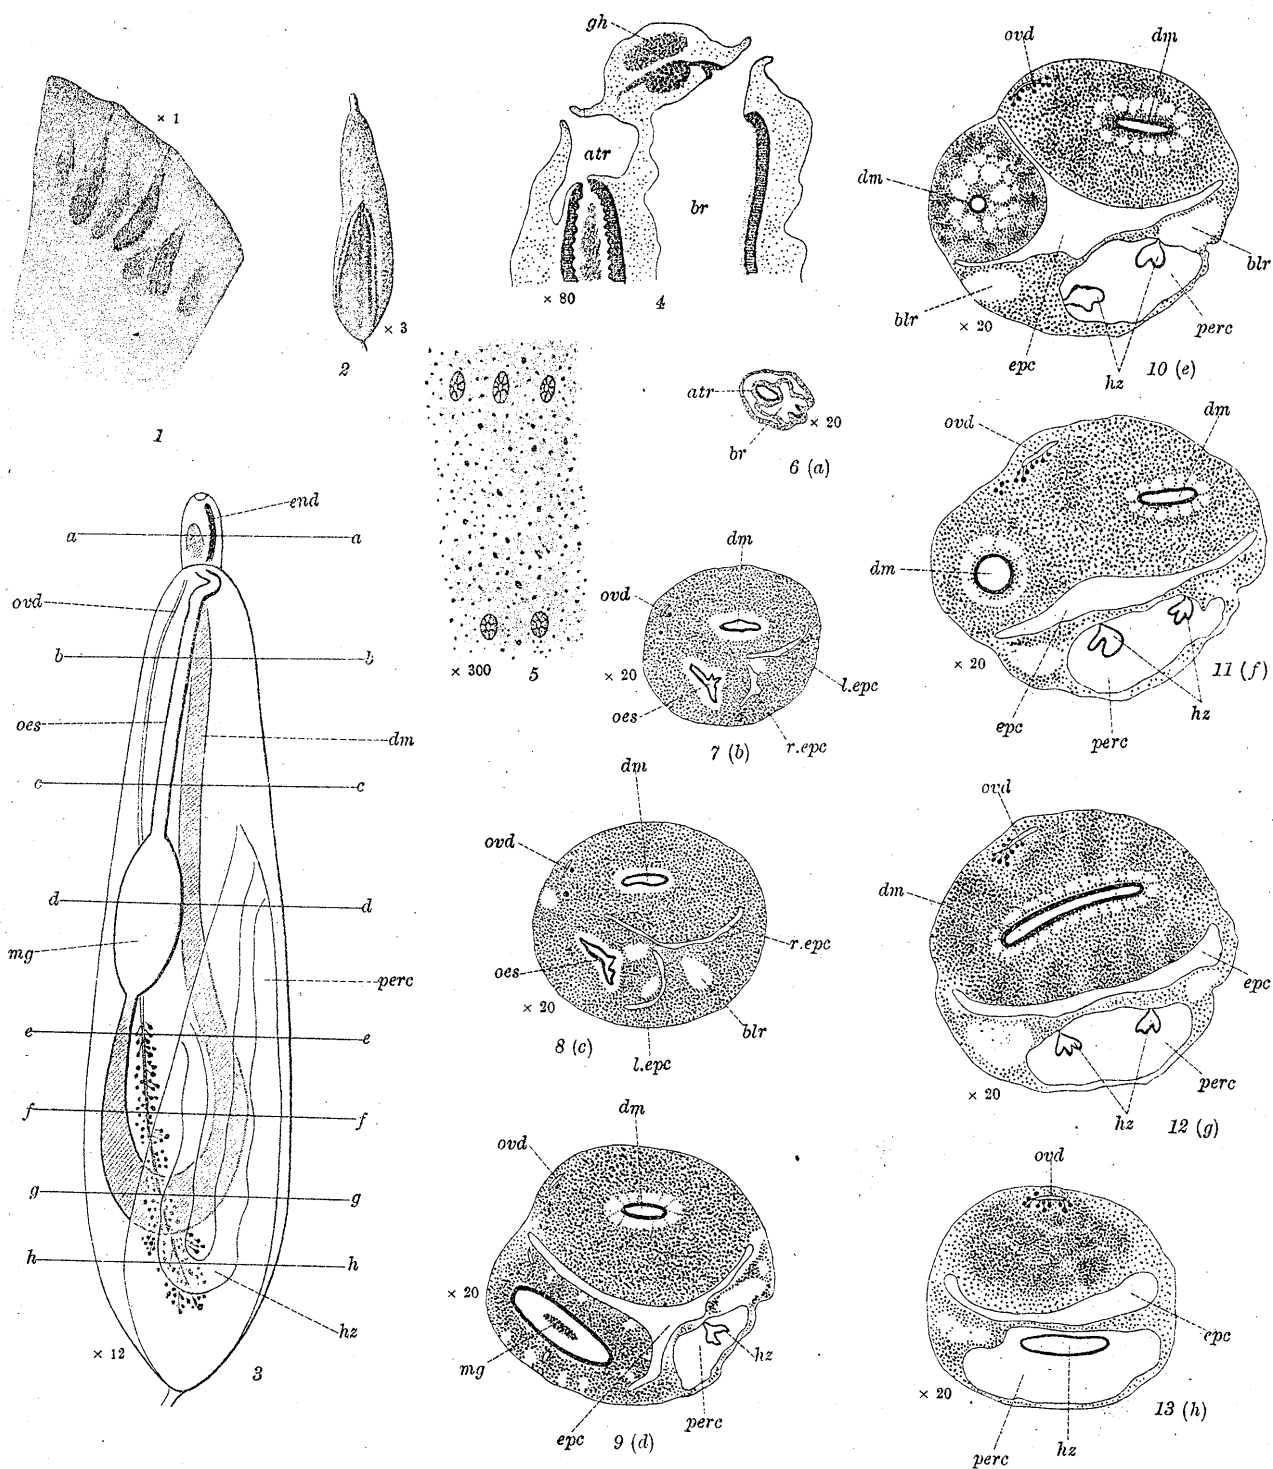 × 1
1
2
× 3
gh
atr
br
× 80
4
× 300
5
atr
br
× 20
6 (a)
end
a
a
ovd
b
b
oes
dm
c
c
d
d
mg
perc
e
e
f
f
g
g
h
h
hz
× 12
3
dm
ovd
× 20
oes
l.epc
r.epc
7 (b)
dm
ovd
oes
r.epc
× 20
blr
8 (c)
l.epc
dm
ovd
× 20
mg
hz
perc
epc
9 (d)
ovd
dm
dm
blr
blr
× 20
perc
epc
hz
10 (e)
ovd
dm
dm
× 20
epc
perc
hz
11 (f)
ovd
dm
epc
× 20
perc
hz
12 (g)
ovd
epc
× 20
perc
hz
13 (h)